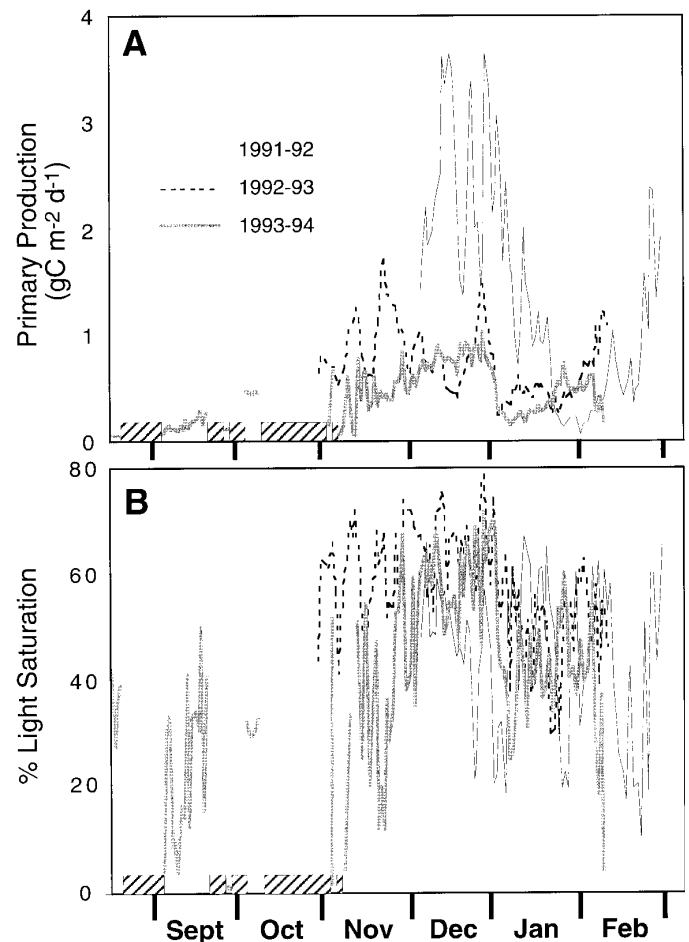 A
4
3
2
1
0
Primary Production
(gC m-2 d-1)
1991-92
1992-93
1993-94
B
80
60
40
20
0
% Light Saturation
Sept Oct Nov Dec Jan Feb